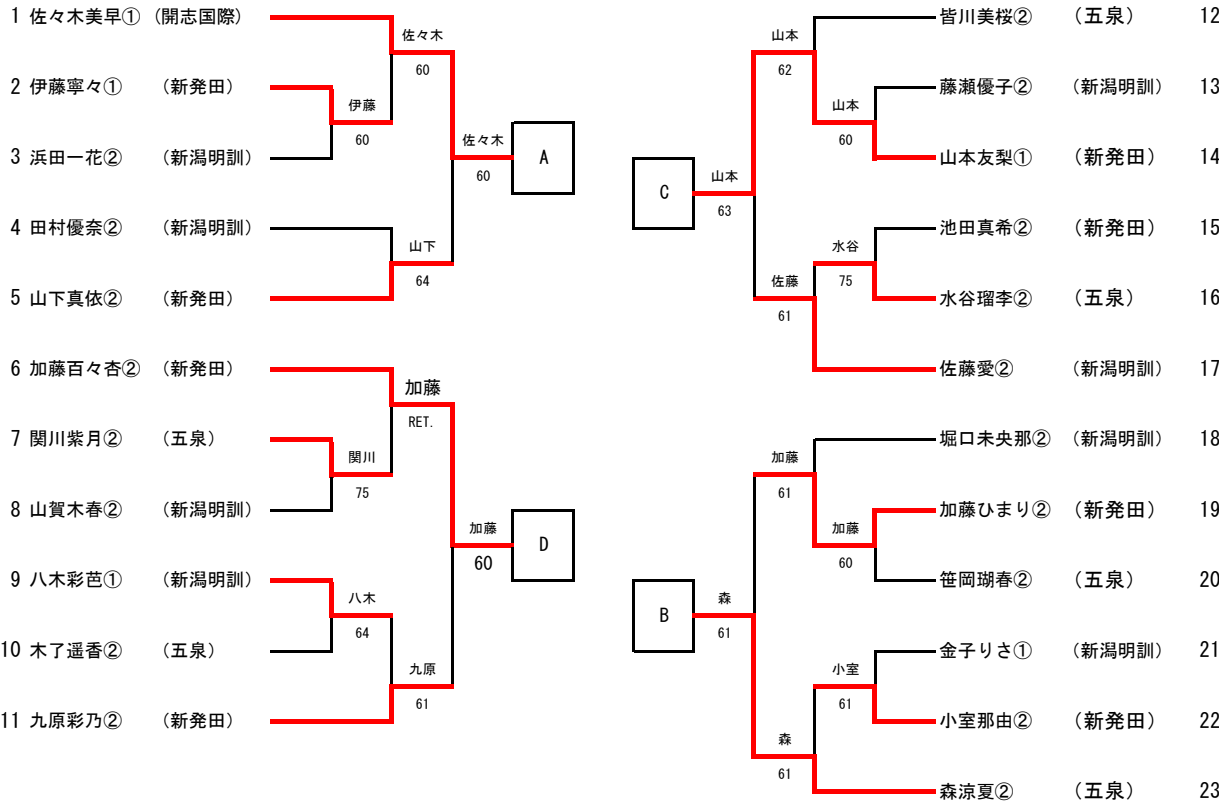 1 佐々木美早① (開志国際)
佐々木
60
2 伊藤寧々① (新発田)
伊藤
60
3 浜田一花② (新潟明訓)
佐々木
60
A
4 田村優奈② (新潟明訓)
山下
64
5 山下真依② (新発田)
6 加藤百々杏② (新発田)
加藤
RET.
7 関川紫月② (五泉)
関川
75
8 山賀木春② (新潟明訓)
加藤
60
D
9 八木彩芭① (新潟明訓)
八木
64
10 木了遥香② (五泉)
九原
61
11 九原彩乃② (新発田)
皆川美桜② (五泉) 12
山本
62
藤瀬優子② (新潟明訓) 13
山本
60
山本友梨① (新発田) 14
C
山本
63
池田真希② (新発田) 15
水谷
75
佐藤
61
水谷瑠李② (五泉) 16
佐藤愛② (新潟明訓) 17
堀口未央那② (新潟明訓) 18
加藤
61
加藤ひまり② (新発田) 19
加藤
60
笹岡瑚春② (五泉) 20
B
森
61
金子りさ① (新潟明訓) 21
小室
61
小室那由② (新発田) 22
森
61
森涼夏② (五泉) 23